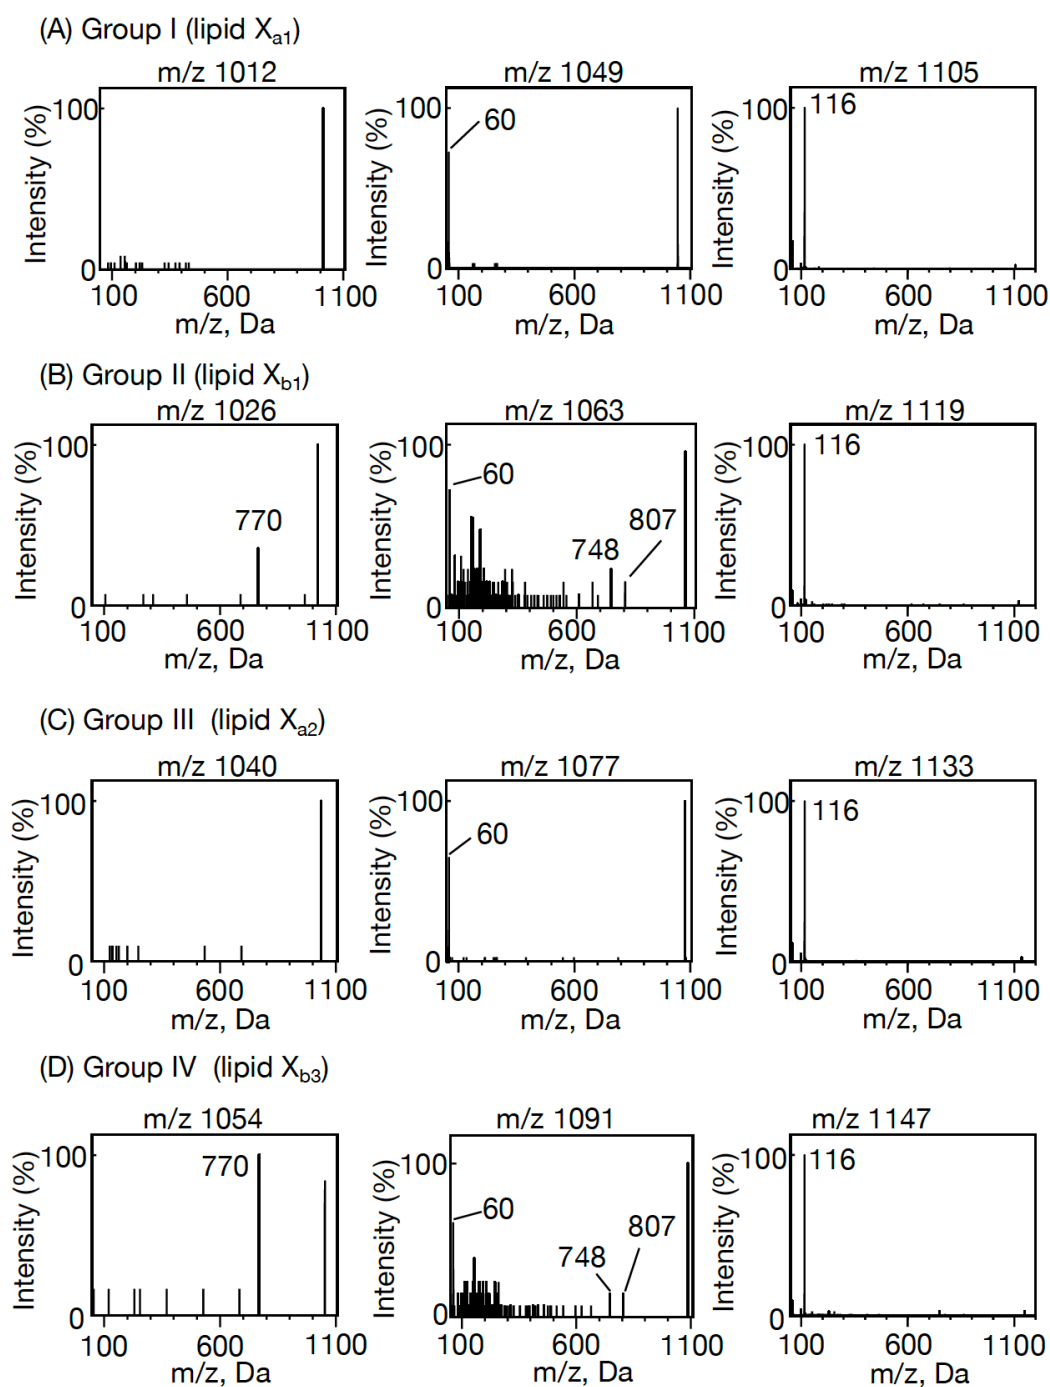 (A) Group I (lipid Xa1)
m/z 1012
m/z 1049
m/z 1105
Intensity (%)
100
0
100 600 1100
m/z, Da
Intensity (%)
100
60
0
100 600 1100
m/z, Da
Intensity (%)
100
116
0
100 600 1100
m/z, Da
(B) Group II (lipid Xb1)
m/z 1026
m/z 1063
m/z 1119
Intensity (%)
100
770
0
100 600 1100
m/z, Da
Intensity (%)
100
60
748
807
0
100 600 1100
m/z, Da
Intensity (%)
100
116
0
100 600 1100
m/z, Da
(C) Group III (lipid Xa2)
m/z 1040
m/z 1077
m/z 1133
Intensity (%)
100
0
100 600 1100
m/z, Da
Intensity (%)
100
60
0
100 600 1100
m/z, Da
Intensity (%)
100
116
0
100 600 1100
m/z, Da
(D) Group IV (lipid Xb3)
m/z 1054
m/z 1091
m/z 1147
Intensity (%)
100
770
0
100 600 1100
m/z, Da
Intensity (%)
100
60
748
807
0
100 600 1100
m/z, Da
Intensity (%)
100
116
0
100 600 1100
m/z, Da